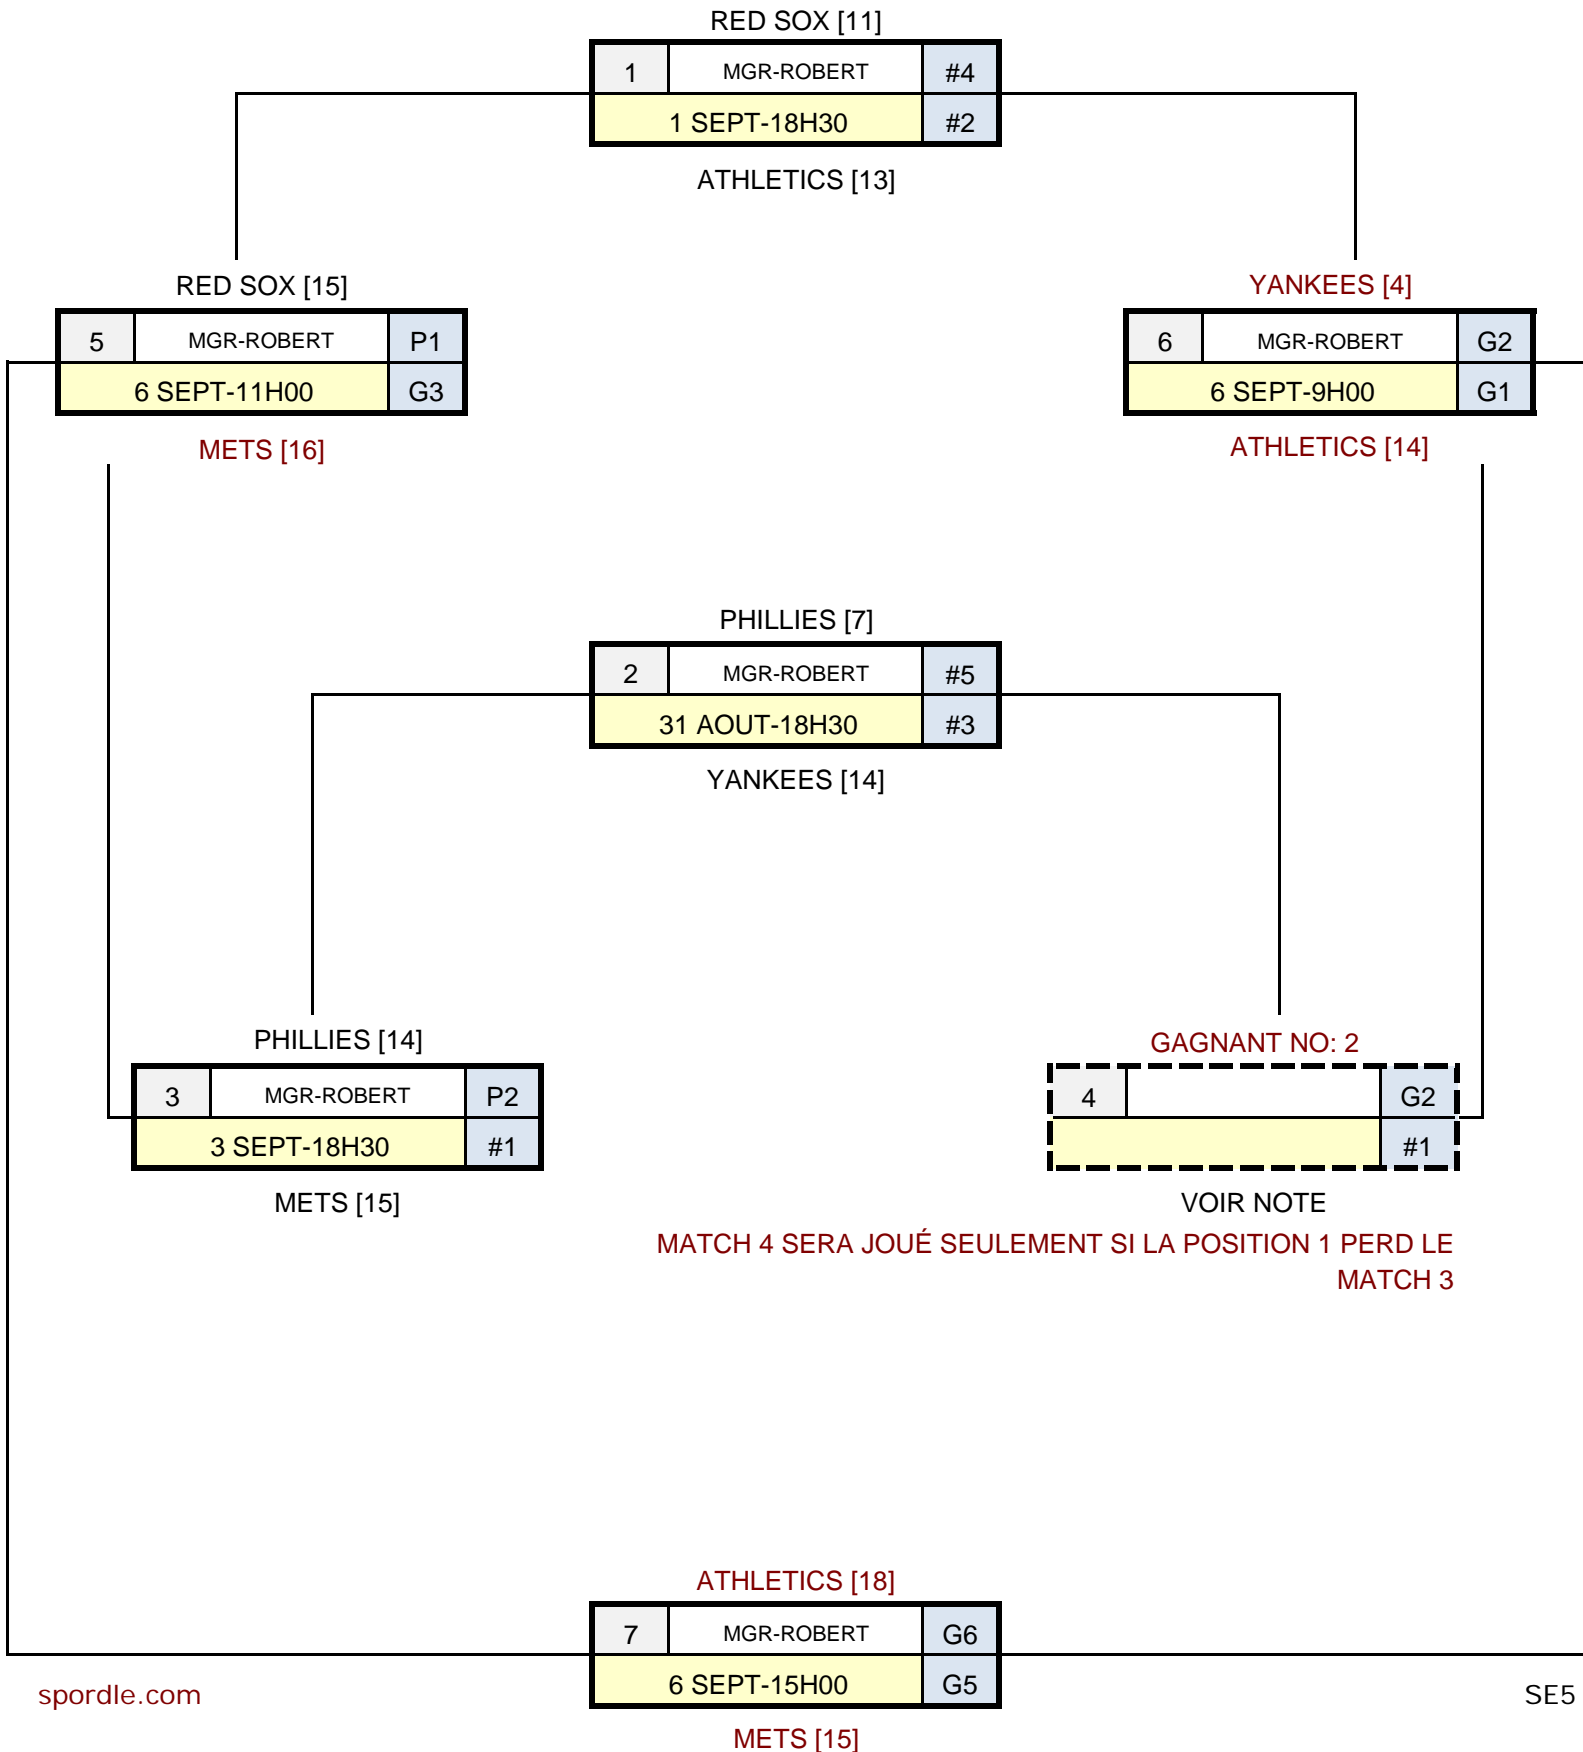 RED SOX [11]
1 MGR-ROBERT #4
1 SEPT-18H30 #2
ATHLETICS [13]
RED SOX [15]
5 MGR-ROBERT P1
6 SEPT-11H00 G3
METS [16]
YANKEES [4]
6 MGR-ROBERT G2
6 SEPT-9H00 G1
ATHLETICS [14]
PHILLIES [7]
2 MGR-ROBERT #5
31 AOUT-18H30 #3
YANKEES [14]
PHILLIES [14]
3 MGR-ROBERT P2
3 SEPT-18H30 #1
METS [15]
GAGNANT NO: 2
4 G2
#1
VOIR NOTE
MATCH 4 SERA JOUÉ SEULEMENT SI LA POSITION 1 PERD LE
MATCH 3
ATHLETICS [18]
7 MGR-ROBERT G6
6 SEPT-15H00 G5
METS [15]
spordle.com
SE5